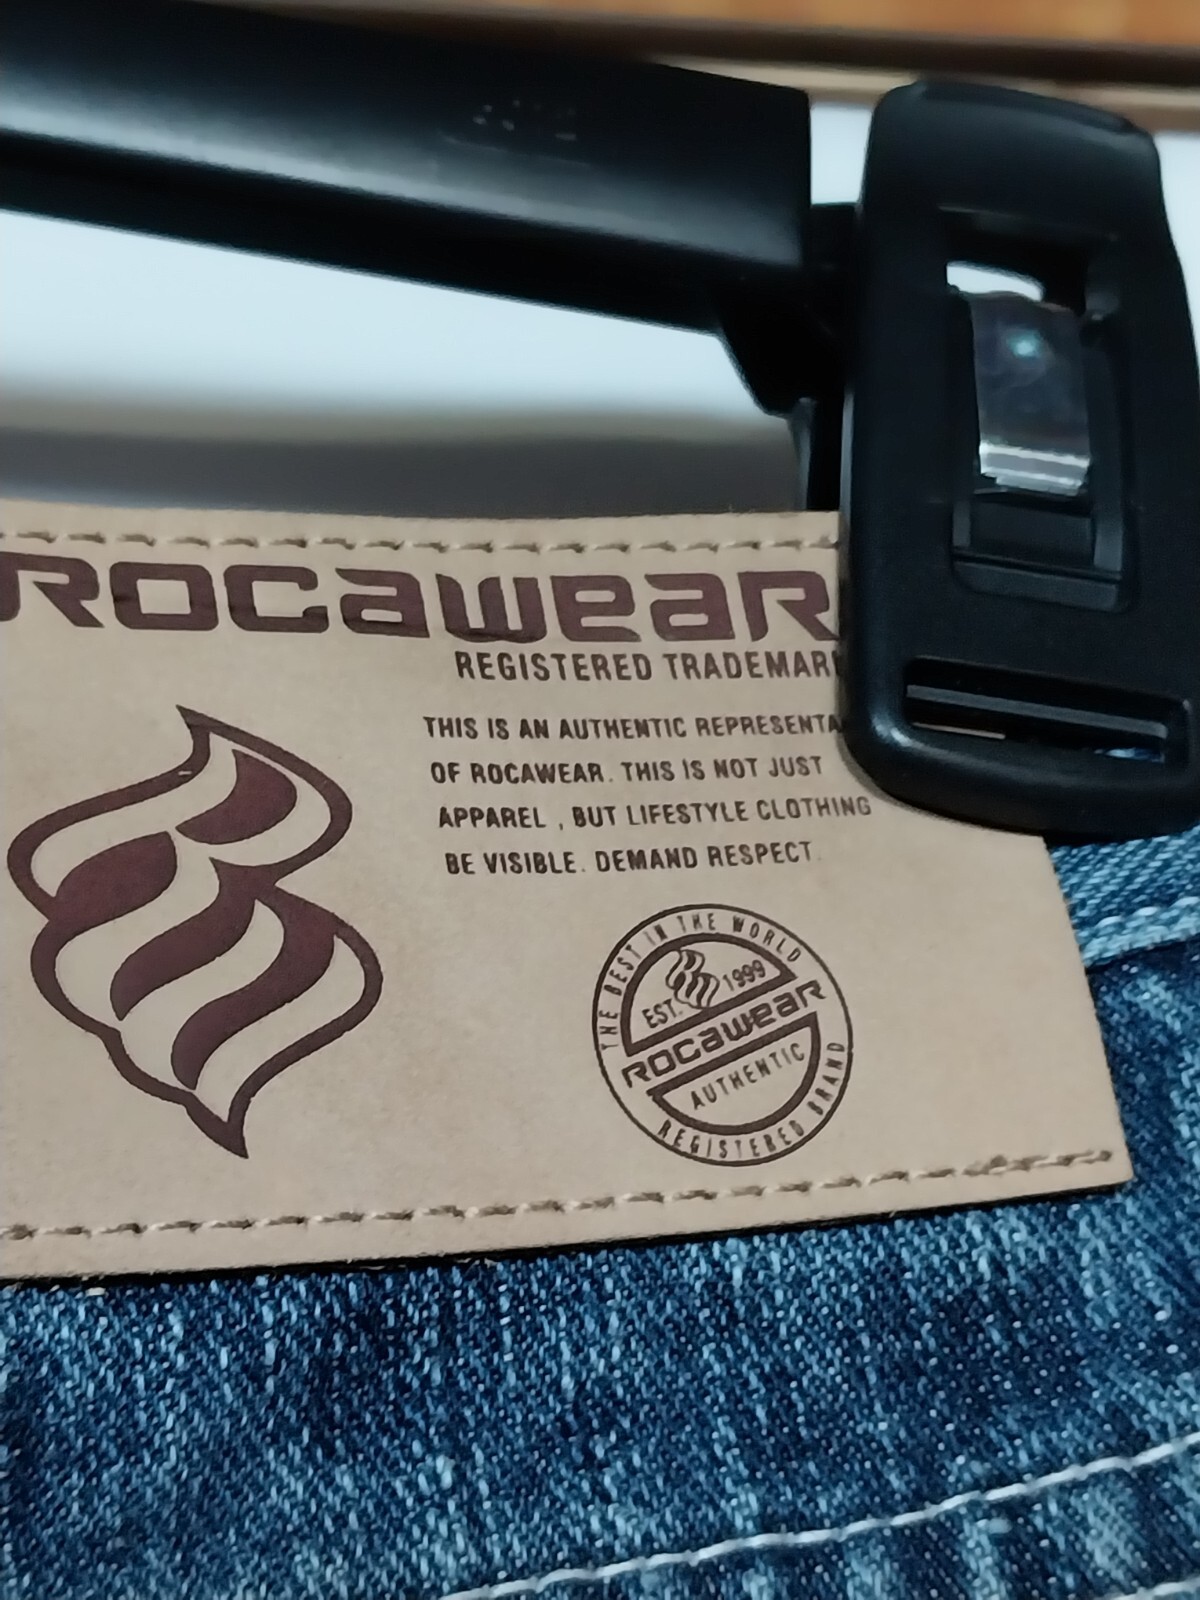 ROCAWEAR
REGISTERED TRADEMAR
THIS IS AN AUTHENTIC REPRESENTA
OF ROCAWEAR. THIS IS NOT JUST
APPAREL , BUT LIFESTYLE CLOTHING
BE VISIBLE. DEMAND RESPECT.
THE BEST IN THE WORLD
EST. 1999
ROCAWEAR
AUTHENTIC
REGISTERED BRAND